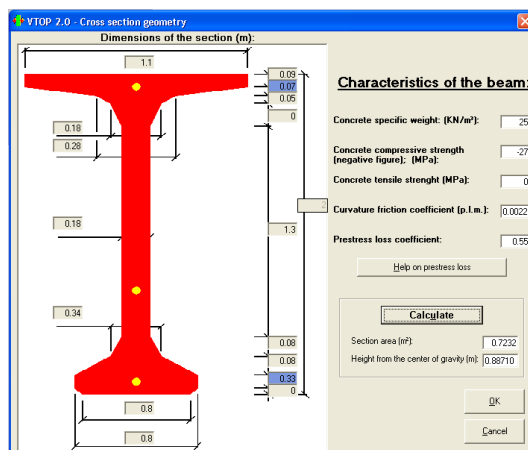 VTOP 2.0 - Cross section geometry
Dimensions of the section (m):
1.1
0.09
0.07
0.05
0
0.18
0.28
2
1.3
0.18
0.34
0.08
0.08
0.33
0
0.8
0.8
Characteristics of the beam:
Concrete specific weight: (KN/m³): 25
Concrete compressive strength
(negative figure); (MPa): -27
Concrete tensile strenght (MPa) 0
Curvature friction coefficient (p.l.m.): 0.0022
Prestress loss coefficient: 0.55
Help on prestress loss
Calculate
Section area (m²): 0.7232
Height from the center of gravity (m): 0.88710
OK
Cancel